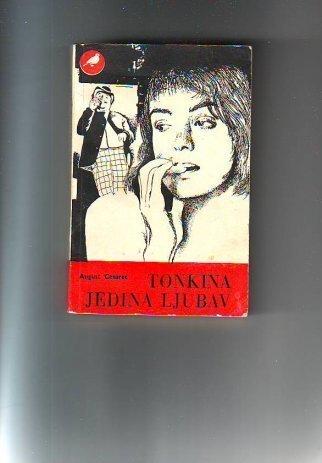 August Cesarec
TONKINA
JEDINA LJUBAV